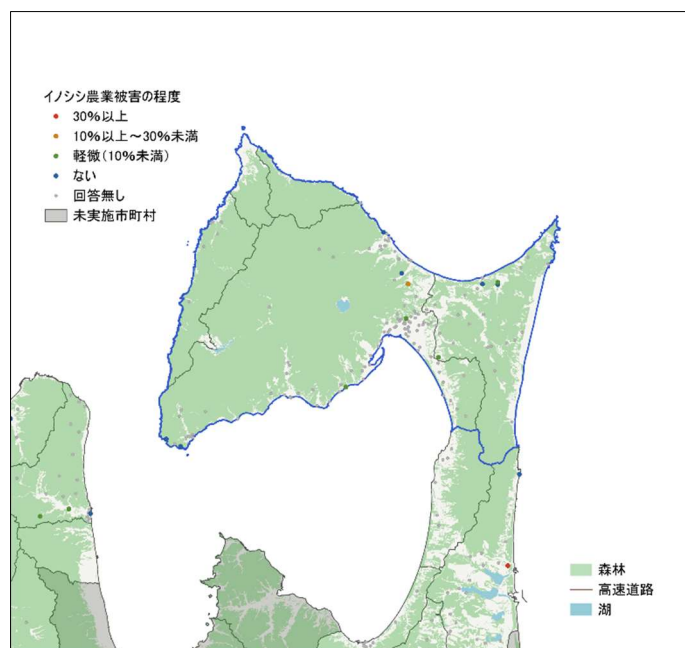 イノシシ農業被害の程度
30%以上
10%以上～30%未満
軽微(10%未満)
ない
回答無し
未実施市町村
森林
高速道路
湖